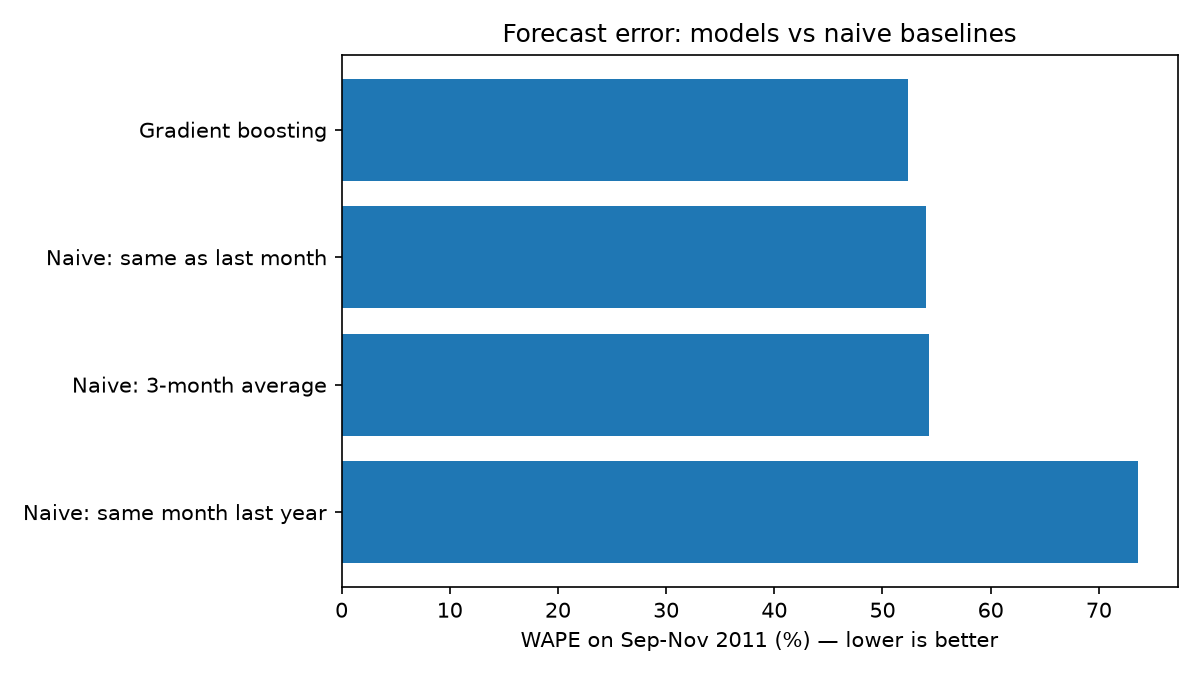 Forecast error: models vs naive baselines
Gradient boosting
Naive: same as last month
Naive: 3-month average
Naive: same month last year
0 10 20 30 40 50 60 70
WAPE on Sep-Nov 2011 (%) — lower is better